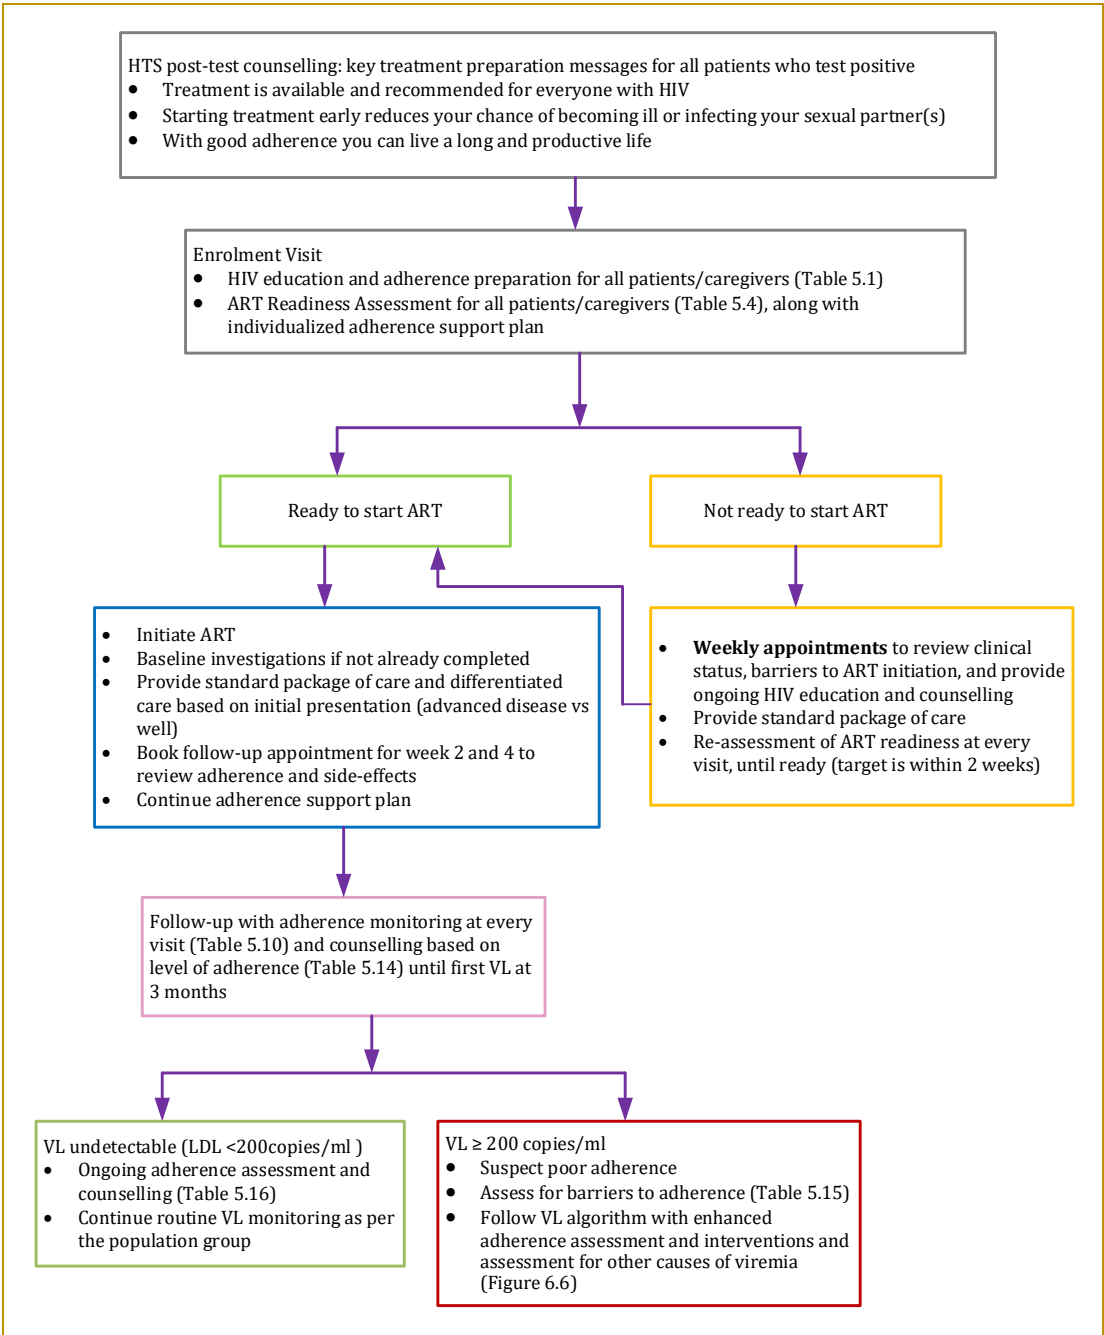 HTS post-test counselling: key treatment preparation messages for all patients who test positive
• Treatment is available and recommended for everyone with HIV
• Starting treatment early reduces your chance of becoming ill or infecting your sexual partner(s)
• With good adherence you can live a long and productive life
Enrolment Visit
• HIV education and adherence preparation for all patients/caregivers (Table 5.1)
• ART Readiness Assessment for all patients/caregivers (Table 5.4), along with
individualized adherence support plan
Ready to start ART
Not ready to start ART
• Initiate ART
• Baseline investigations if not already completed
• Provide standard package of care and differentiated
care based on initial presentation (advanced disease vs
well)
• Book follow-up appointment for week 2 and 4 to
review adherence and side-effects
• Continue adherence support plan
• Weekly appointments to review clinical
status, barriers to ART initiation, and provide
ongoing HIV education and counselling
• Provide standard package of care
• Re-assessment of ART readiness at every
visit, until ready (target is within 2 weeks)
Follow-up with adherence monitoring at every
visit (Table 5.10) and counselling based on
level of adherence (Table 5.14) until first VL at
3 months
VL undetectable (LDL <200copies/ml )
• Ongoing adherence assessment and
counselling (Table 5.16)
• Continue routine VL monitoring as per
the population group
VL ≥ 200 copies/ml
• Suspect poor adherence
• Assess for barriers to adherence (Table 5.15)
• Follow VL algorithm with enhanced
adherence assessment and interventions and
assessment for other causes of viremia
(Figure 6.6)